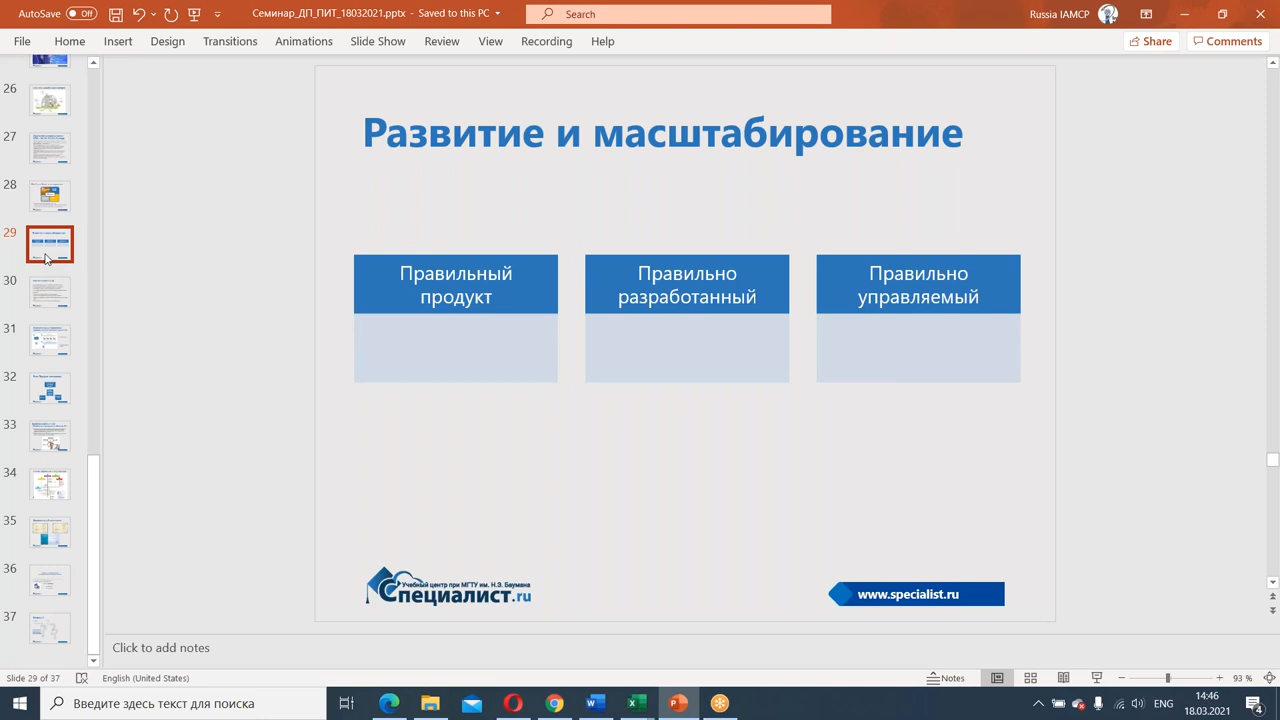 AutoSave Off Семинар_ДП_ПИТ_18032021.pptx - Saved to this PC Search Russia IAMCP
File Home Insert Design Transitions Animations Slide Show Review View Recording Help Share Comments
26
27
28
29
31
32
33
34
35
36
37
Развитие и масштабирование
Правильный
продукт
Правильно
разработанный
Правильно
управляемый
Учебный центр при МГТУ им. Н.Э. Баумана
Специалист.ru
www.specialist.ru
Click to add notes
Slide 29 of 37 English (United States) Notes 93 %
Введите здесь текст для поиска
ENG
14:46
18.03.2021
4